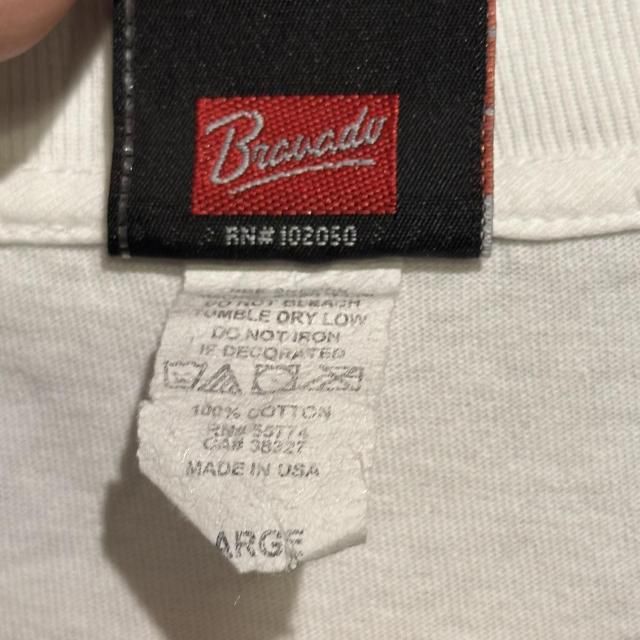 Bravado
RN# 102050
DO NOT BLEACH
TUMBLE DRY LOW
DO NOT IRON
IF DECORATED
100% COTTON
RN# 55774
CA# 38327
MADE IN USA
ARGE